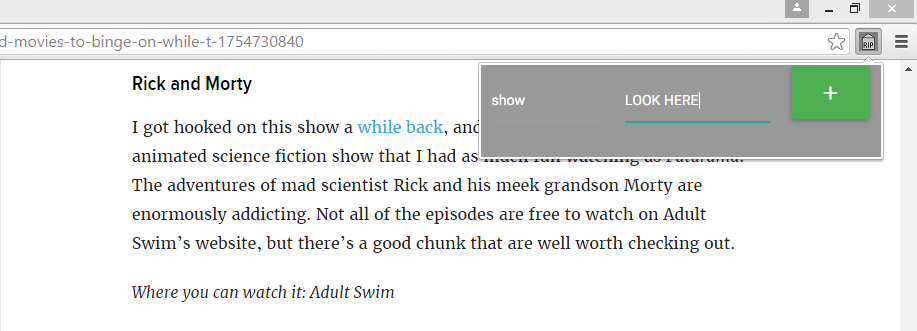 d-movies-to-binge-on-while-t-1754730840
RIP
Rick and Morty
show LOOK HERE +
I got hooked on this show a while back, and
animated science fiction show that I had as much fun watching as Futurama.
The adventures of mad scientist Rick and his meek grandson Morty are
enormously addicting. Not all of the episodes are free to watch on Adult
Swim’s website, but there’s a good chunk that are well worth checking out.
Where you can watch it: Adult Swim